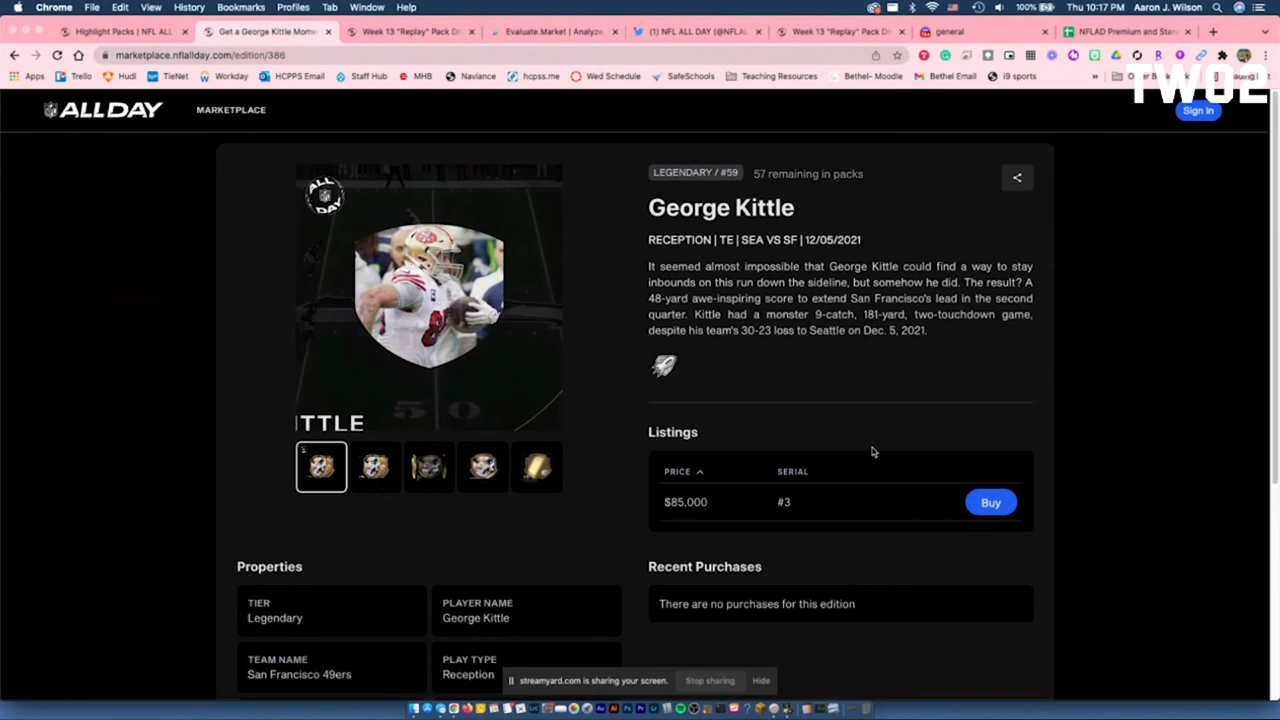 Chrome File Edit View History Bookmarks Profiles Tab Window Help 100% Thu 10:17 PM Aaron J. Wilson
Highlight Packs | NFL ALL Get a George Kittle Mome Week 13 "Replay" Pack Dr Evaluate.Market | Analyze (1) NFL ALL DAY (@NFLAL Week 13 "Replay" Pack Dr general NFLAD Premium and Stan
marketplace.nflallday.com/edition/386
Apps Trello Hudl TieNet Workday HCPPS Email Staff Hub MHB Naviance hcpss.me Wed Schedule SafeSchools Teaching Resources Bethel- Moodle Bethel Email i9 sports
TWO2
NFL ALL DAY MARKETPLACE Sign In
LEGENDARY / #59 57 remaining in packs
ALL
NFL
DAY
George Kittle
RECEPTION | TE | SEA VS SF | 12/05/2021
It seemed almost impossible that George Kittle could find a way to stay
inbounds on this run down the sideline, but somehow he did. The result? A
48-yard awe-inspiring score to extend San Francisco's lead in the second
quarter. Kittle had a monster 9-catch, 181-yard, two-touchdown game,
despite his team's 30-23 loss to Seattle on Dec. 5, 2021.
ITTLE
50
Listings
PRICE SERIAL
$85,000 #3 Buy
Properties
TIER
Legendary
PLAYER NAME
George Kittle
TEAM NAME
San Francisco 49ers
PLAY TYPE
Reception
Recent Purchases
There are no purchases for this edition
streamyard.com is sharing your screen. Stop sharing Hide